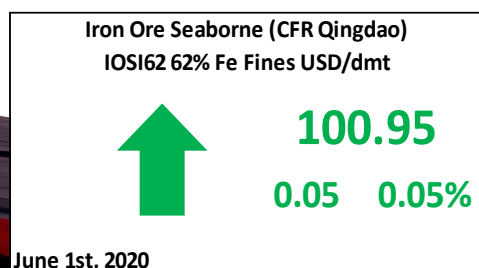 Iron Ore Seaborne (CFR Qingdao)
IOSI62 62% Fe Fines USD/dmt
100.95
0.05 0.05%
June 1st, 2020